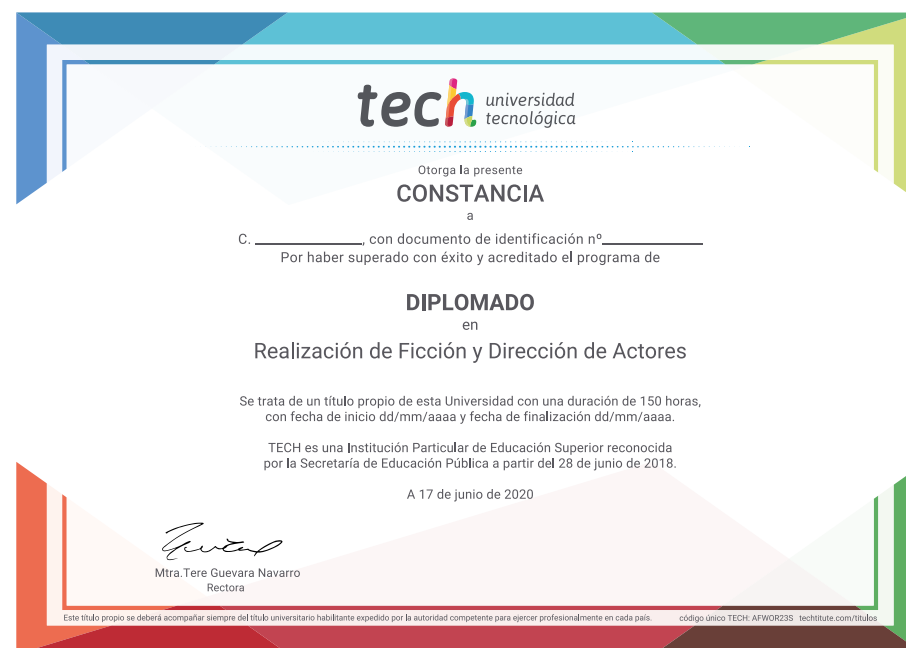 tech universidad
tecnológica
Otorga la presente
CONSTANCIA
a
C. ____________, con documento de identificación nº____________
Por haber superado con éxito y acreditado el programa de
DIPLOMADO
en
Realización de Ficción y Dirección de Actores
Se trata de un título propio de esta Universidad con una duración de 150 horas,
con fecha de inicio dd/mm/aaaa y fecha de finalización dd/mm/aaaa.
TECH es una Institución Particular de Educación Superior reconocida
por la Secretaría de Educación Pública a partir del 28 de junio de 2018.
A 17 de junio de 2020
Mtra.Tere Guevara Navarro
Rectora
Este título propio se deberá acompañar siempre del título universitario habilitante expedido por la autoridad competente para ejercer profesionalmente en cada país. código único TECH: AFWOR23S techtitute.com/titulos